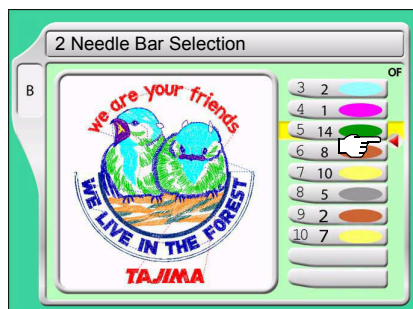 2 Needle Bar Selection
B
OF
we are your friends
WE LIVE IN THE FOREST
TAJIMA
3 2
4 1
5 14
6 8
7 10
8 5
9 2
10 7